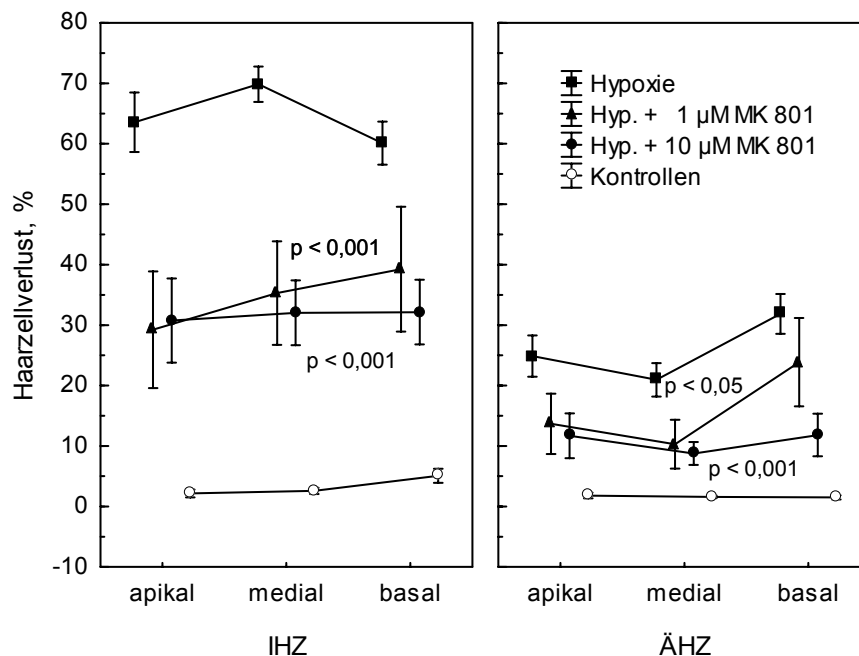 Haarzellverlust, %
80
70
60
50
40
30
20
10
0
-10
p < 0,001
p < 0,001
apikal medial basal
IHZ
Hypoxie
Hyp. + 1 µM MK 801
Hyp. + 10 µM MK 801
Kontrollen
p < 0,05
p < 0,001
apikal medial basal
ÄHZ